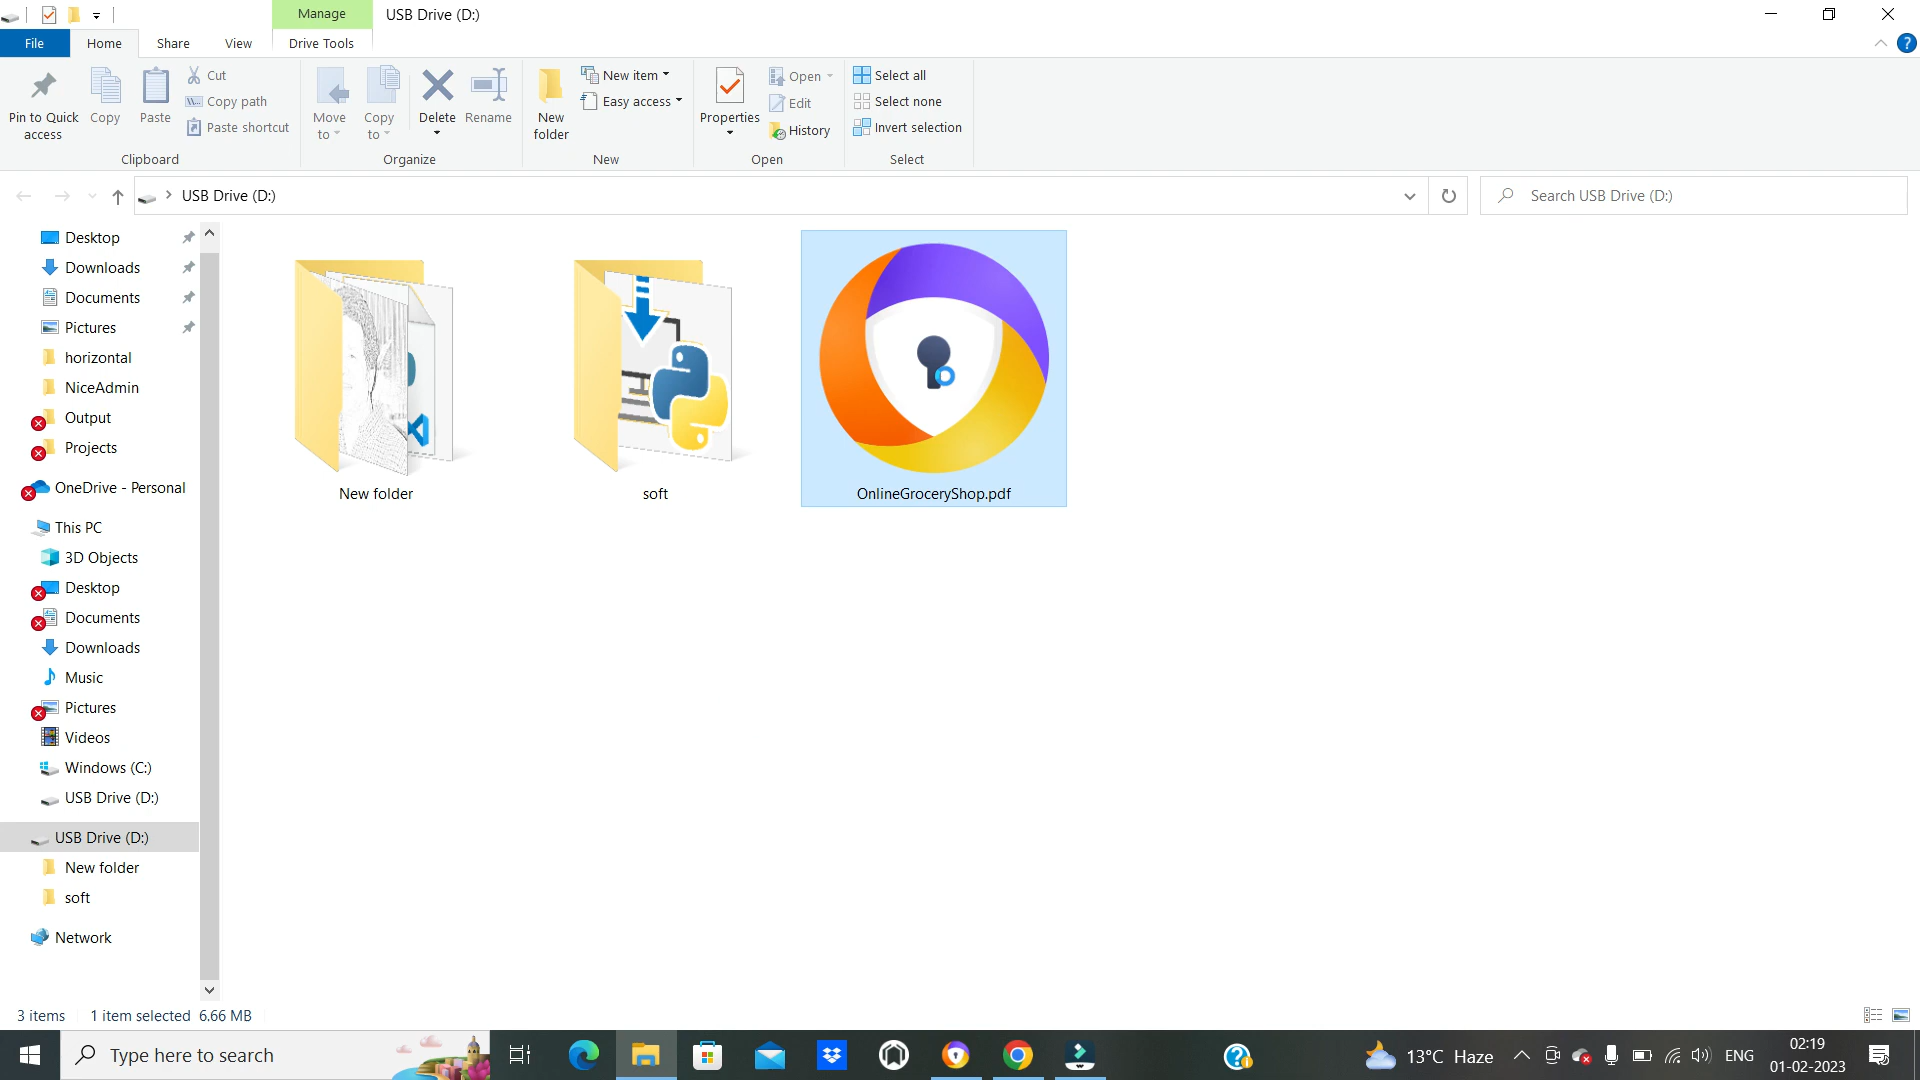 Manage
USB Drive (D:)
File
Home
Share
View
Drive Tools
Pin to Quick access
Copy
Paste
Cut
Copy path
Paste shortcut
Clipboard
Move to
Copy to
Delete
Rename
Organize
New folder
New item
Easy access
New
Properties
Open
Edit
History
Open
Select all
Select none
Invert selection
Select
USB Drive (D:)
Search USB Drive (D:)
Desktop
Downloads
Documents
Pictures
horizontal
NiceAdmin
Output
Projects
OneDrive - Personal
This PC
3D Objects
Desktop
Documents
Downloads
Music
Pictures
Videos
Windows (C:)
USB Drive (D:)
USB Drive (D:)
New folder
soft
Network
New folder
soft
OnlineGroceryShop.pdf
3 items
1 item selected 6.66 MB
Type here to search
13°C Haze
ENG
02:19
01-02-2023